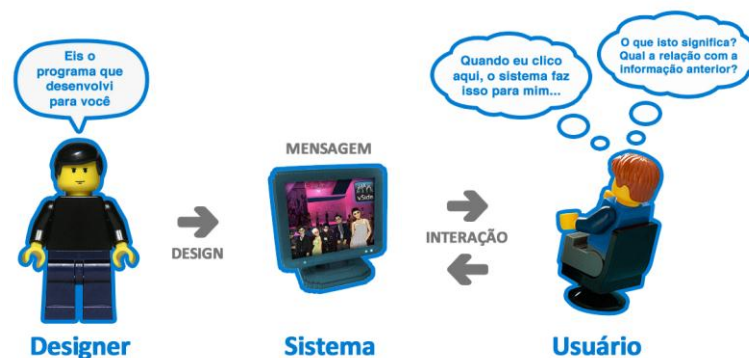 Eis o
programa que
desenvolvi
para você
Quando eu clico
aqui, o sistema faz
isso para mim...
O que isto significa?
Qual a relação com a
informação anterior?
MENSAGEM
DESIGN
INTERAÇÃO
Designer
Sistema
Usuário